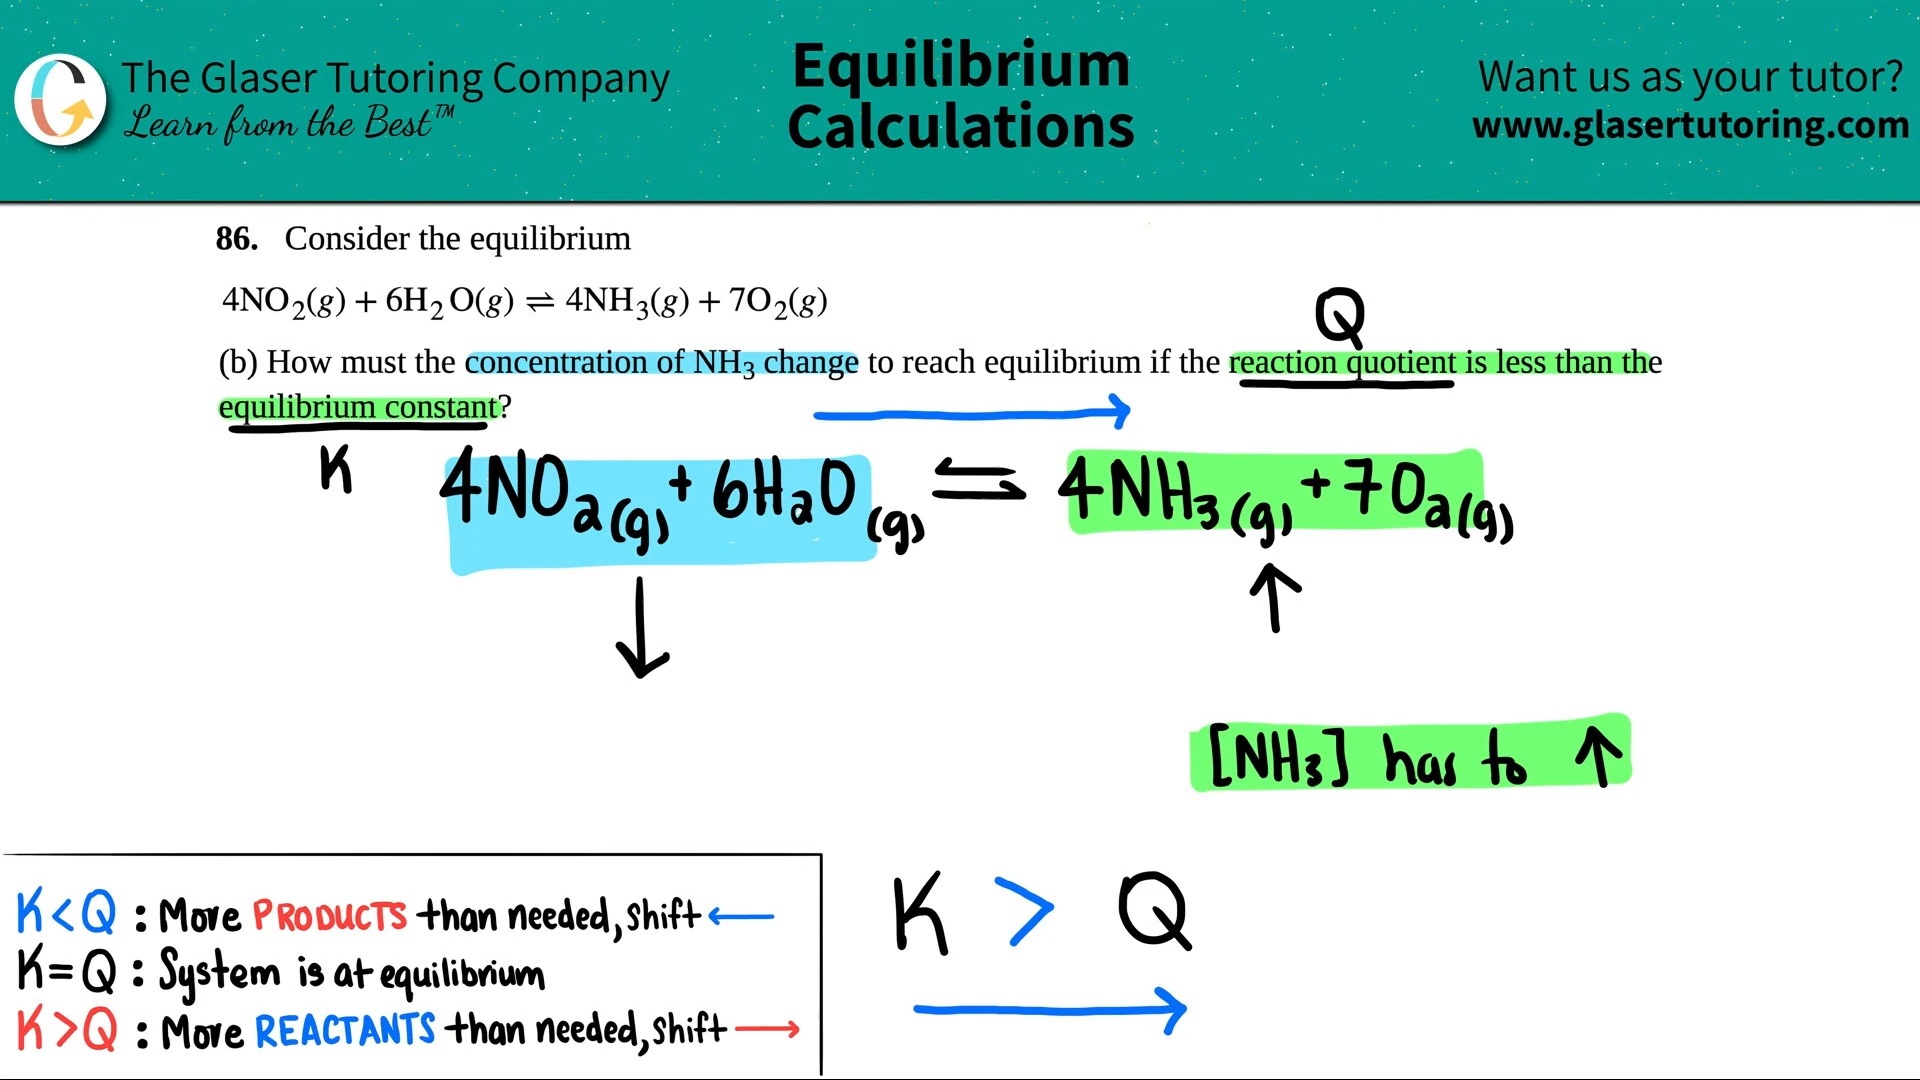 The Glaser Tutoring Company
Learn from the Best™
Equilibrium
Calculations
Want us as your tutor?
www.glasertutoring.com
86. Consider the equilibrium
4NO₂(g) + 6H₂O(g) ⇌ 4NH₃(g) + 7O₂(g)
(b) How must the concentration of NH₃ change to reach equilibrium if the reaction quotient is less than the
equilibrium constant?
Q
K
4NO₂(g) + 6H₂O(g) ⇌ 4NH₃(g) + 7O₂(g)
↓ ↑
[NH₃] has to ↑
K<Q : More PRODUCTS than needed, shift ←
K=Q : System is at equilibrium
K>Q : More REACTANTS than needed, shift →
K > Q